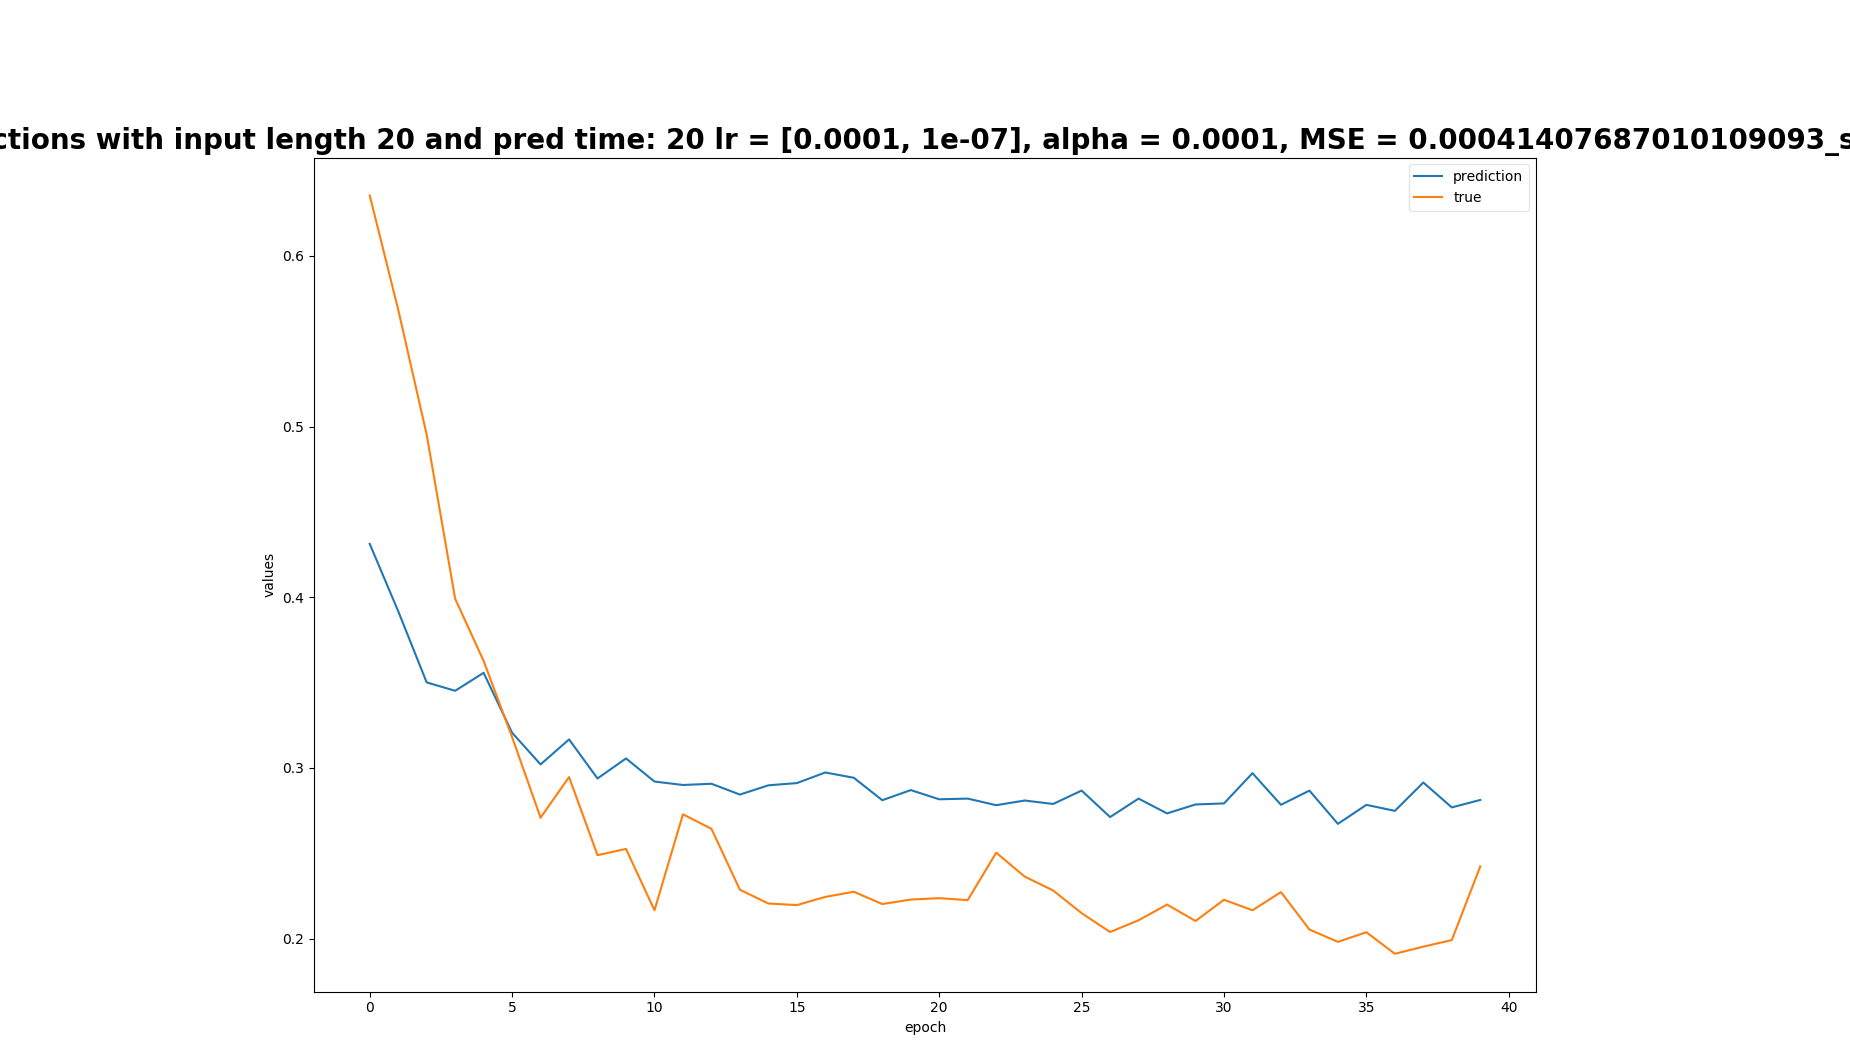 ctions with input length 20 and pred time: 20 lr = [0.0001, 1e-07], alpha = 0.0001, MSE = 0.00041407687010109093_s
prediction
true
0.6
0.5
0.4
0.3
0.2
values
0 5 10 15 20 25 30 35 40
epoch